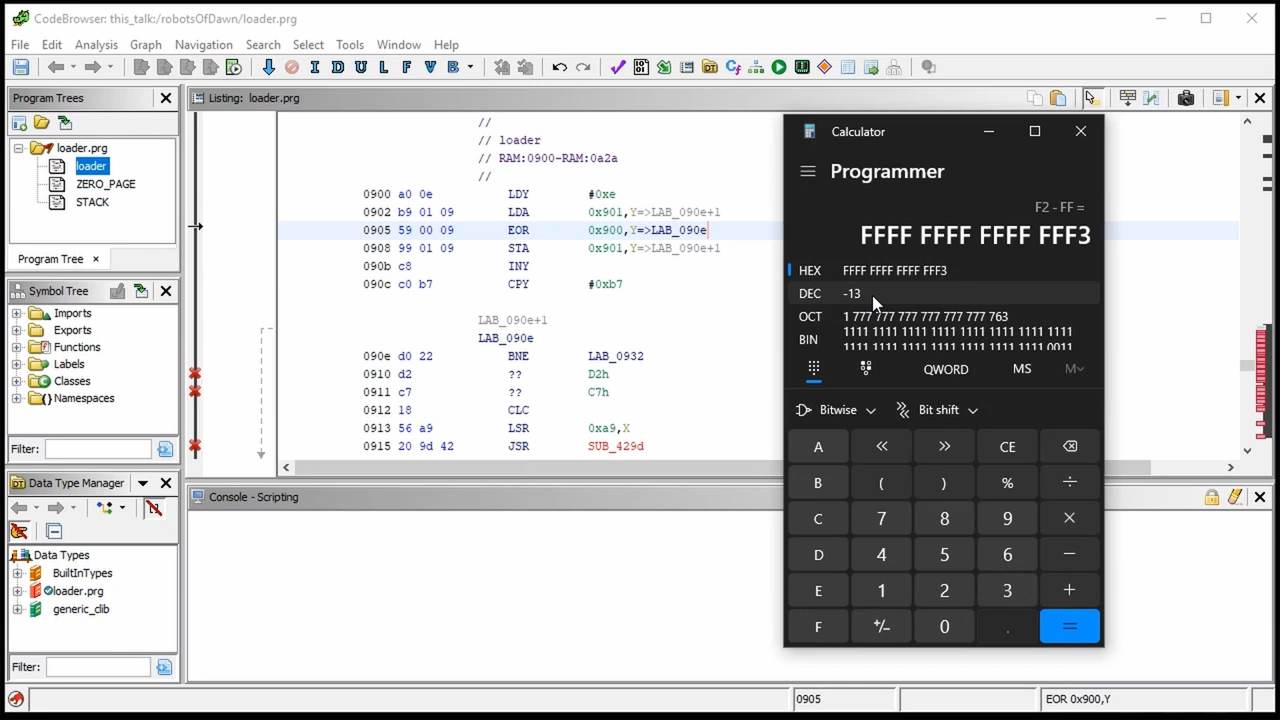 CodeBrowser: this_talk:/robotsOfDawn/loader.prg
File Edit Analysis Graph Navigation Search Select Tools Window Help
I D U L F V B
Program Trees
loader.prg
loader
ZERO_PAGE
STACK
Program Tree
Symbol Tree
Imports
Exports
Functions
Labels
Classes
Namespaces
Filter:
Data Type Manager
Data Types
BuiltInTypes
loader.prg
generic_clib
Filter:
Listing: loader.prg
//
// loader
// RAM:0900-RAM:0a2a
//
0900 a0 0e LDY #0xe
0902 b9 01 09 LDA 0x901,Y=>LAB_090e+1
0905 59 00 09 EOR 0x900,Y=>LAB_090e
0908 99 01 09 STA 0x901,Y=>LAB_090e+1
090b c8 INY
090c c0 b7 CPY #0xb7
LAB_090e+1
LAB_090e
090e d0 22 BNE LAB_0932
0910 d2 ?? D2h
0911 c7 ?? C7h
0912 18 CLC
0913 56 a9 LSR 0xa9,X
0915 20 9d 42 JSR SUB_429d
Console - Scripting
Calculator
Programmer
F2 - FF =
FFFF FFFF FFFF FFF3
HEX FFFF FFFF FFFF FFF3
DEC -13
OCT 1 777 777 777 777 777 777 763
BIN 1111 1111 1111 1111 1111 1111 1111 1111
1111 1111 1111 1111 1111 1111 1111 0011
QWORD MS M
Bitwise Bit shift
A << >> CE
B ( ) % ÷
C 7 8 9 ×
D 4 5 6 −
E 1 2 3 +
F +/- 0 . =
0905 EOR 0x900,Y